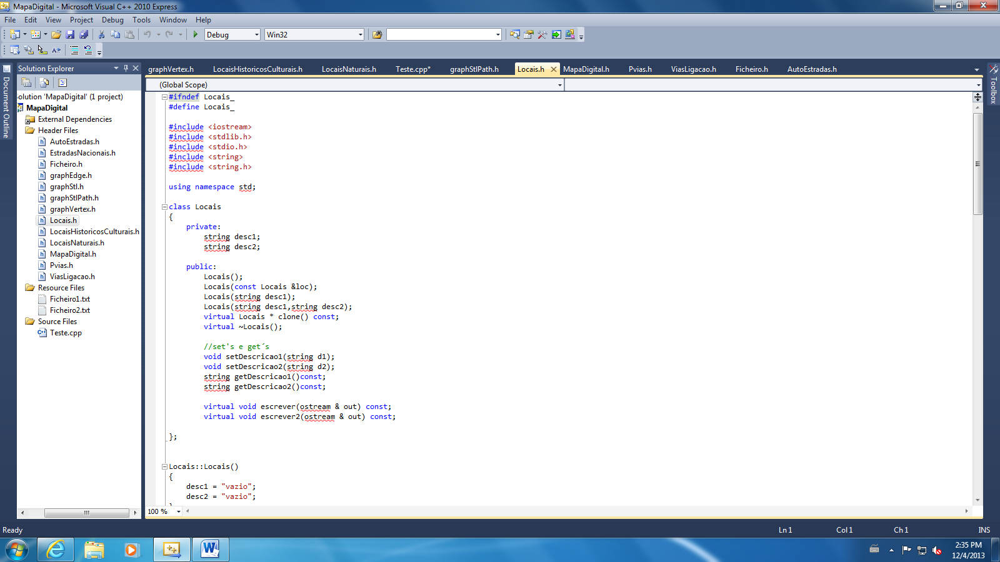 MapaDigital - Microsoft Visual C++ 2010 Express
File Edit View Project Debug Tools Window Help
Debug Win32
Solution Explorer
graphVertex.h LocaisHistoricosCulturais.h LocaisNaturais.h Teste.cpp* graphStlPath.h Locais.h MapaDigital.h Pvias.h ViasLigacao.h Ficheiro.h AutoEstradas.h
Document Outline
Toolbox
(Global Scope)
olution 'MapaDigital' (1 project)
MapaDigital
External Dependencies
Header Files
AutoEstradas.h
EstradasNacionais.h
Ficheiro.h
graphEdge.h
graphStl.h
graphStlPath.h
graphVertex.h
Locais.h
LocaisHistoricosCulturais.h
LocaisNaturais.h
MapaDigital.h
Pvias.h
ViasLigacao.h
Resource Files
Ficheiro1.txt
Ficheiro2.txt
Source Files
Teste.cpp
#ifndef Locais_
#define Locais_
#include <iostream>
#include <stdlib.h>
#include <stdio.h>
#include <string>
#include <string.h>
using namespace std;
class Locais
{
private:
string desc1;
string desc2;
public:
Locais();
Locais(const Locais &loc);
Locais(string desc1);
Locais(string desc1,string desc2);
virtual Locais * clone() const;
virtual ~Locais();
//set's e get´s
void setDescricao1(string d1);
void setDescricao2(string d2);
string getDescricao1()const;
string getDescricao2()const;
virtual void escrever(ostream & out) const;
virtual void escrever2(ostream & out) const;
};
Locais::Locais()
{
desc1 = "vazio";
desc2 = "vazio";
100 %
Ready Ln 1 Col 1 Ch 1 INS
2:35 PM
12/4/2013